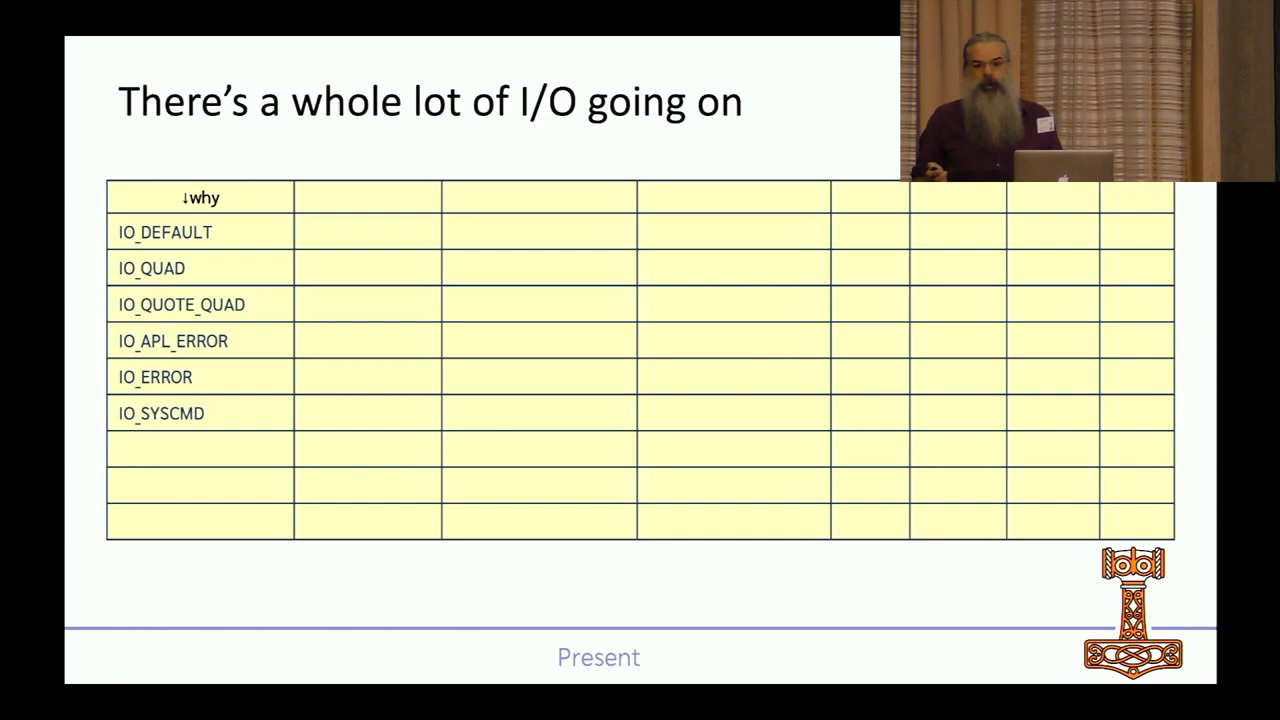 There's a whole lot of I/O going on
↓why
IO_DEFAULT
IO_QUAD
IO_QUOTE_QUAD
IO_APL_ERROR
IO_ERROR
IO_SYSCMD
Present